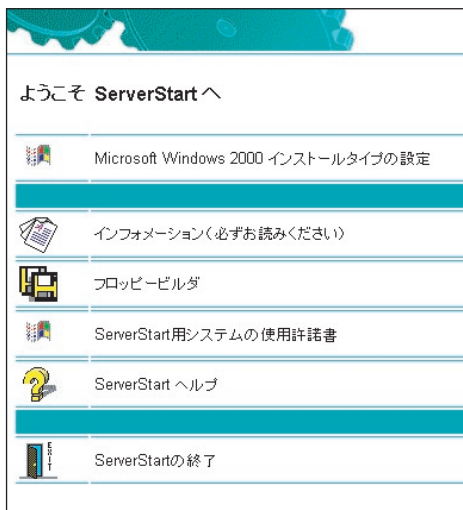 ようこそ ServerStart へ
Microsoft Windows 2000 インストールタイプの設定
インフォメーション(必ずお読みください)
フロッピービルダ
ServerStart用システムの使用許諾書
ServerStart ヘルプ
EXIT
ServerStartの終了